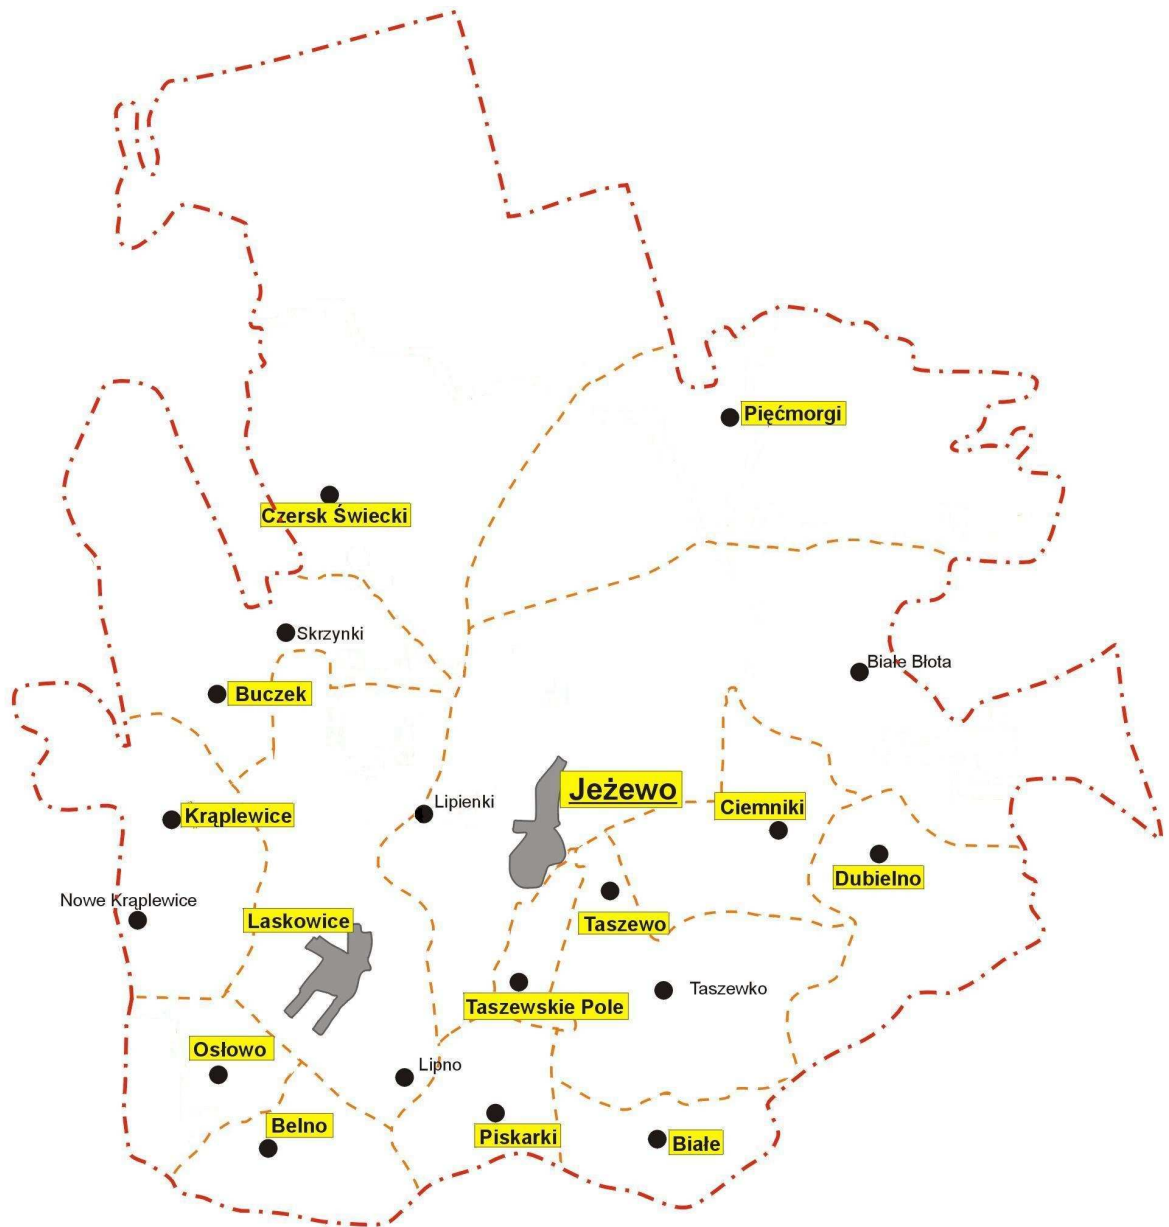 Pięćmorgi
Czersk Świecki
Skrzynki
Białe Błota
Buczek
Jeżewo
Lipienki
Ciemniki
Krąplewice
Dubielno
Nowe Krąplewice
Laskowice
Taszewo
Taszewko
Taszewskie Pole
Osłowo
Lipno
Belno
Piskarki
Białe